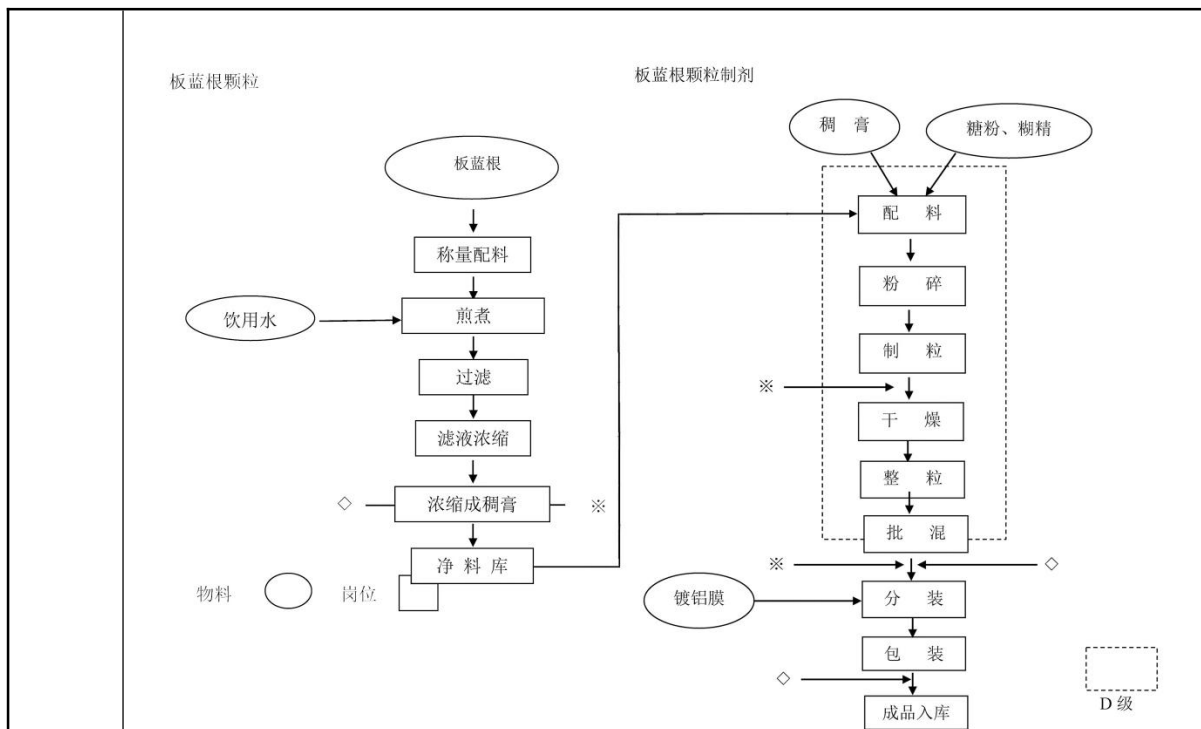 板蓝根颗粒
板蓝根
称量配料
饮用水
煎煮
过滤
滤液浓缩
◇
浓缩成稠膏
※
净 料 库
物料
岗位
板蓝根颗粒制剂
稠 膏
糖粉、糊精
配 料
粉 碎
制 粒
※
干 燥
整 粒
批 混
※
◇
镀铝膜
分 装
包 装
◇
成品入库
D 级